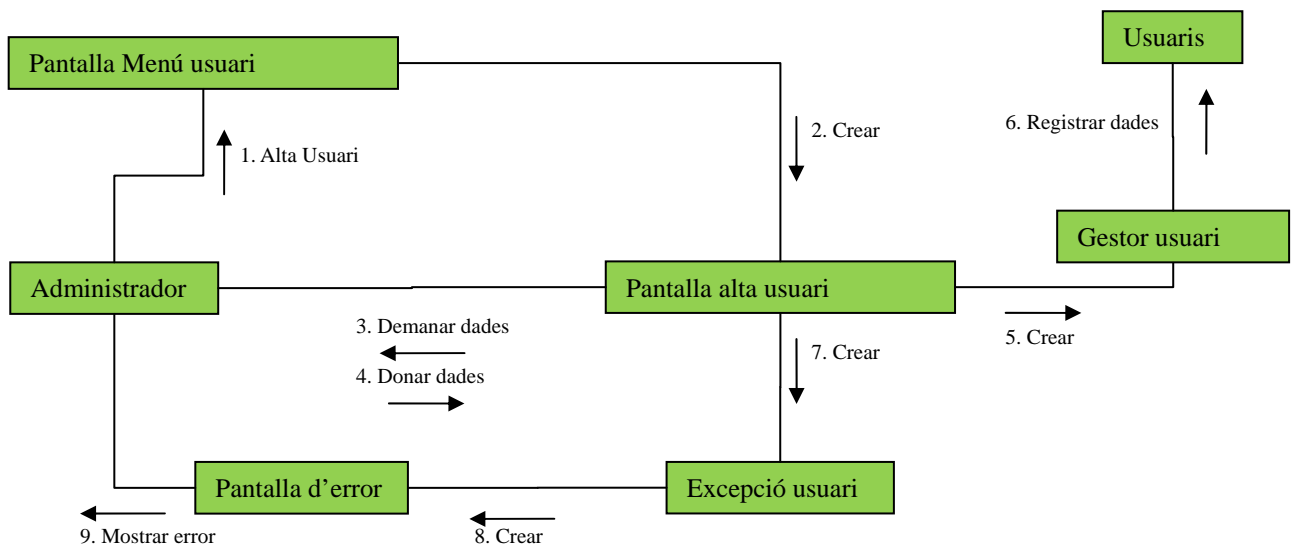 Usuaris
Pantalla Menú usuari
6. Registrar dades
2. Crear
1. Alta Usuari
Gestor usuari
Administrador
Pantalla alta usuari
3. Demanar dades
5. Crear
7. Crear
4. Donar dades
Pantalla d’error
Excepció usuari
9. Mostrar error
8. Crear